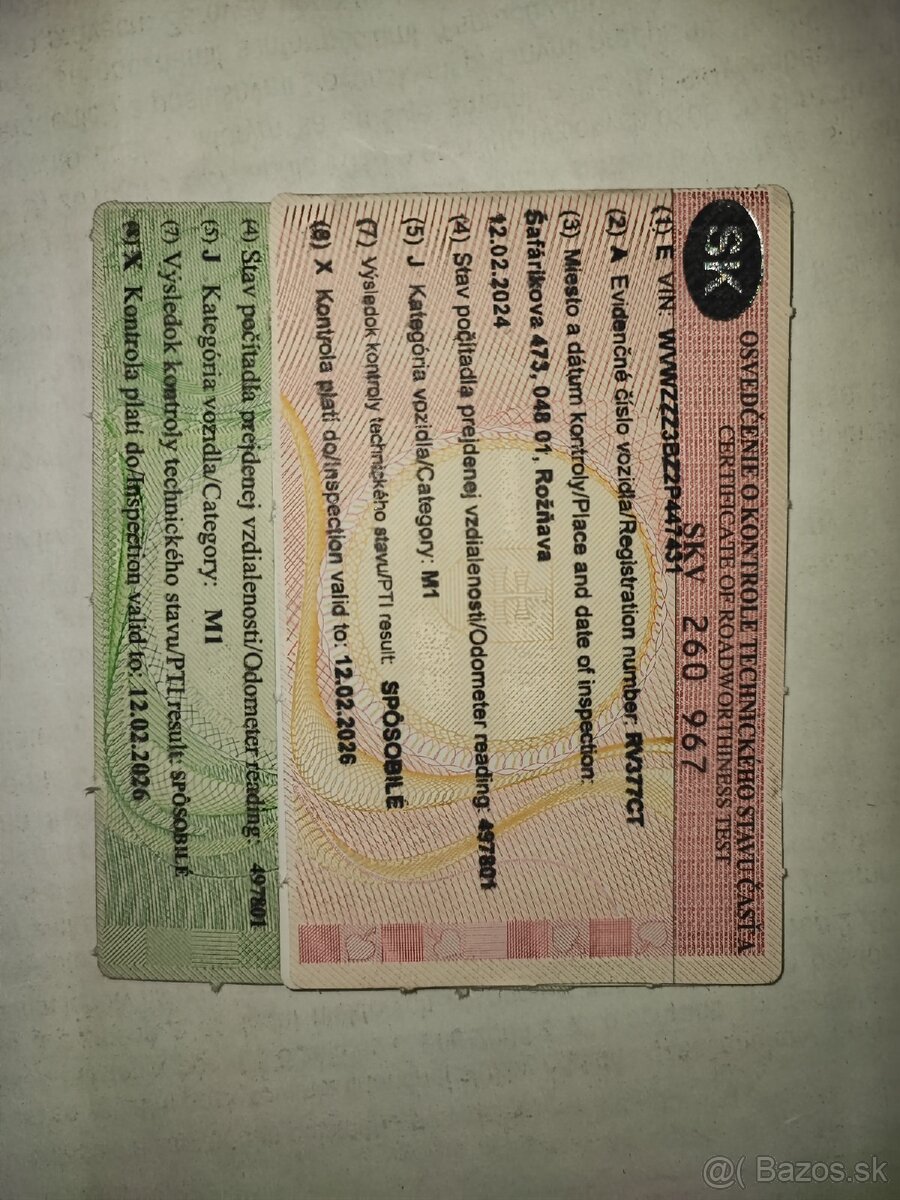 SK
OSVEDČENIE O KONTROLE TECHNICKÉHO STAVU ČASŤ A
CERTIFICATE OF ROADWORTHINESS TEST
SKV 260 967
(1) E VIN: WVWZZZ3BZ2P447431
(2) A Evidenčné číslo vozidla/Registration number: RV377CT
(3) Miesto a dátum kontroly/Place and date of inspection:
Šafárikova 473, 048 01, Rožňava
12.02.2024
(4) Stav počítadla prejdenej vzdialenosti/Odometer reading: 497801
(5) J Kategória vozidla/Category: M1
(7) Výsledok kontroly technického stavu/PTI result: SPÔSOBILÉ
(8) X Kontrola platí do/Inspection valid to: 12.02.2026
(4) Stav počítadla prejdenej vzdialenosti/Odometer reading: 497801
(5) J Kategória vozidla/Category: M1
(7) Výsledok kontroly technického stavu/PTI result: SPÔSOBILÉ
(8) X Kontrola platí do/Inspection valid to: 12.02.2026
@( Bazos.sk